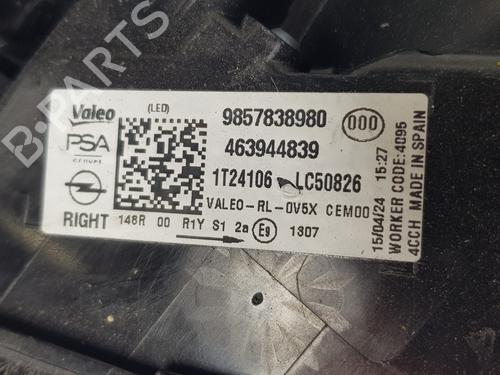 Valeo
(LED)
9857838980
000
PSA
GROUPE
463944839
1T24106 LC50826
VALEO-RL-OV5X CEM00
RIGHT
148R 00 R1Y S1 2a E9 1307
15/04/24 15:27
WORKER CODE:4095
4CCH MADE IN SPAIN
B-PARTS